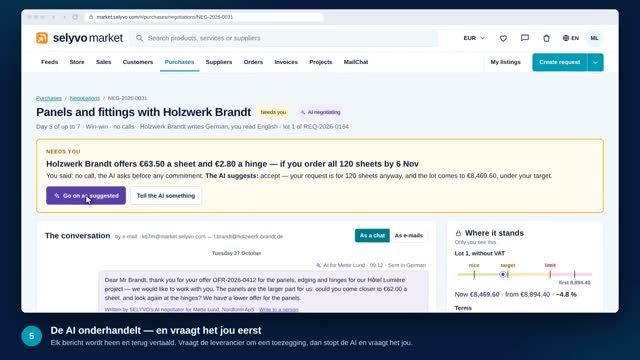 market.selyvo.com/#/purchases/negotiations/NEG-2026-0031
selyvo market
Search products, services or suppliers
EUR
EN
ML
Feeds Store Sales Customers Purchases Suppliers Orders Invoices Projects MailChat My listings Create request
Purchases / Negotiations / NEG-2026-0031
Panels and fittings with Holzwerk Brandt Needs you AI negotiating
Day 3 of up to 7 · Win-win · no calls · Holzwerk Brandt writes German, you read English · lot 1 of REQ-2026-0164
NEEDS YOU
Holzwerk Brandt offers €63.50 a sheet and €2.80 a hinge — if you order all 120 sheets by 6 Nov
You said: no call, the AI asks before any commitment. The AI suggests: accept — your request is for 120 sheets anyway, and the lot comes to €8,469.60, under your target.
Go on as suggested Tell the AI something
The conversation As a chat As e-mails
Tuesday 27 October
AI for Mette Lund · 09:12 · Sent in German
Dear Mr Brandt, thank you for your offer OFR-2026-0412 for the panels, edging and hinges for our Hôtel Lumière
project — we would like to work with you. The panels are the larger part for us: could you come closer to €62.00 a
sheet, and look again at the hinges? We have a lower offer for the panels.
Written by SELYVO's AI negotiator for Mette Lund, Nordhem ApS · Write to a person
Where it stands
Only you see this
Lot 1, without VAT
nice target limit
first 8,894.40
Now €8,469.60 · from €8,894.40 · −4.8 %
Terms
5
De AI onderhandelt — en vraagt het jou eerst
Elk bericht wordt heen en terug vertaald. Vraagt de leverancier om een toezegging, dan stopt de AI en vraagt het jou.